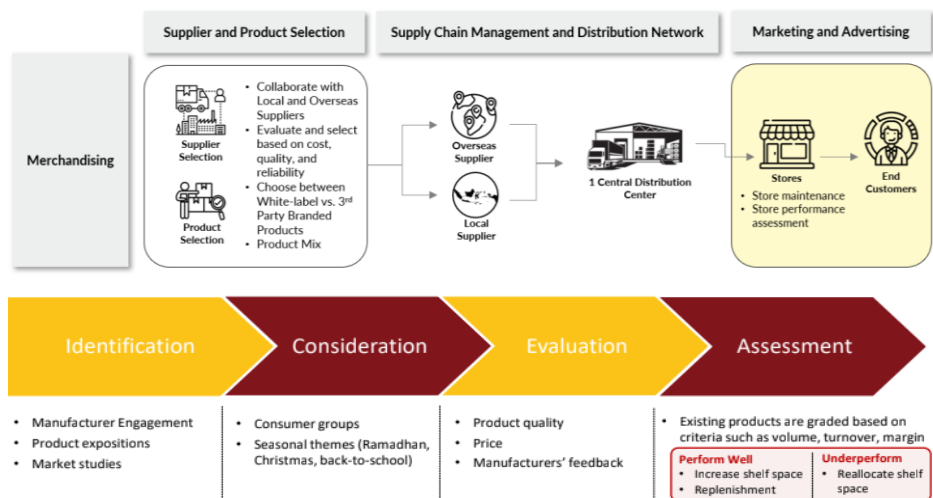 Supplier and Product Selection
Supply Chain Management and Distribution Network
Marketing and Advertising
Merchandising
Supplier
Selection
Product
Selection
• Collaborate with
Local and Overseas
Suppliers
• Evaluate and select
based on cost,
quality, and
reliability
• Choose between
White-label vs. 3rd
Party Branded
Products
• Product Mix
Overseas
Supplier
Local
Supplier
1 Central Distribution
Center
Stores
• Store maintenance
• Store performance
assessment
End
Customers
Identification
Consideration
Evaluation
Assessment
• Manufacturer Engagement
• Product expositions
• Market studies
• Consumer groups
• Seasonal themes (Ramadhan,
Christmas, back-to-school)
• Product quality
• Price
• Manufacturers’ feedback
• Existing products are graded based on
criteria such as volume, turnover, margin
Perform Well
• Increase shelf space
• Replenishment
Underperform
• Reallocate shelf
space